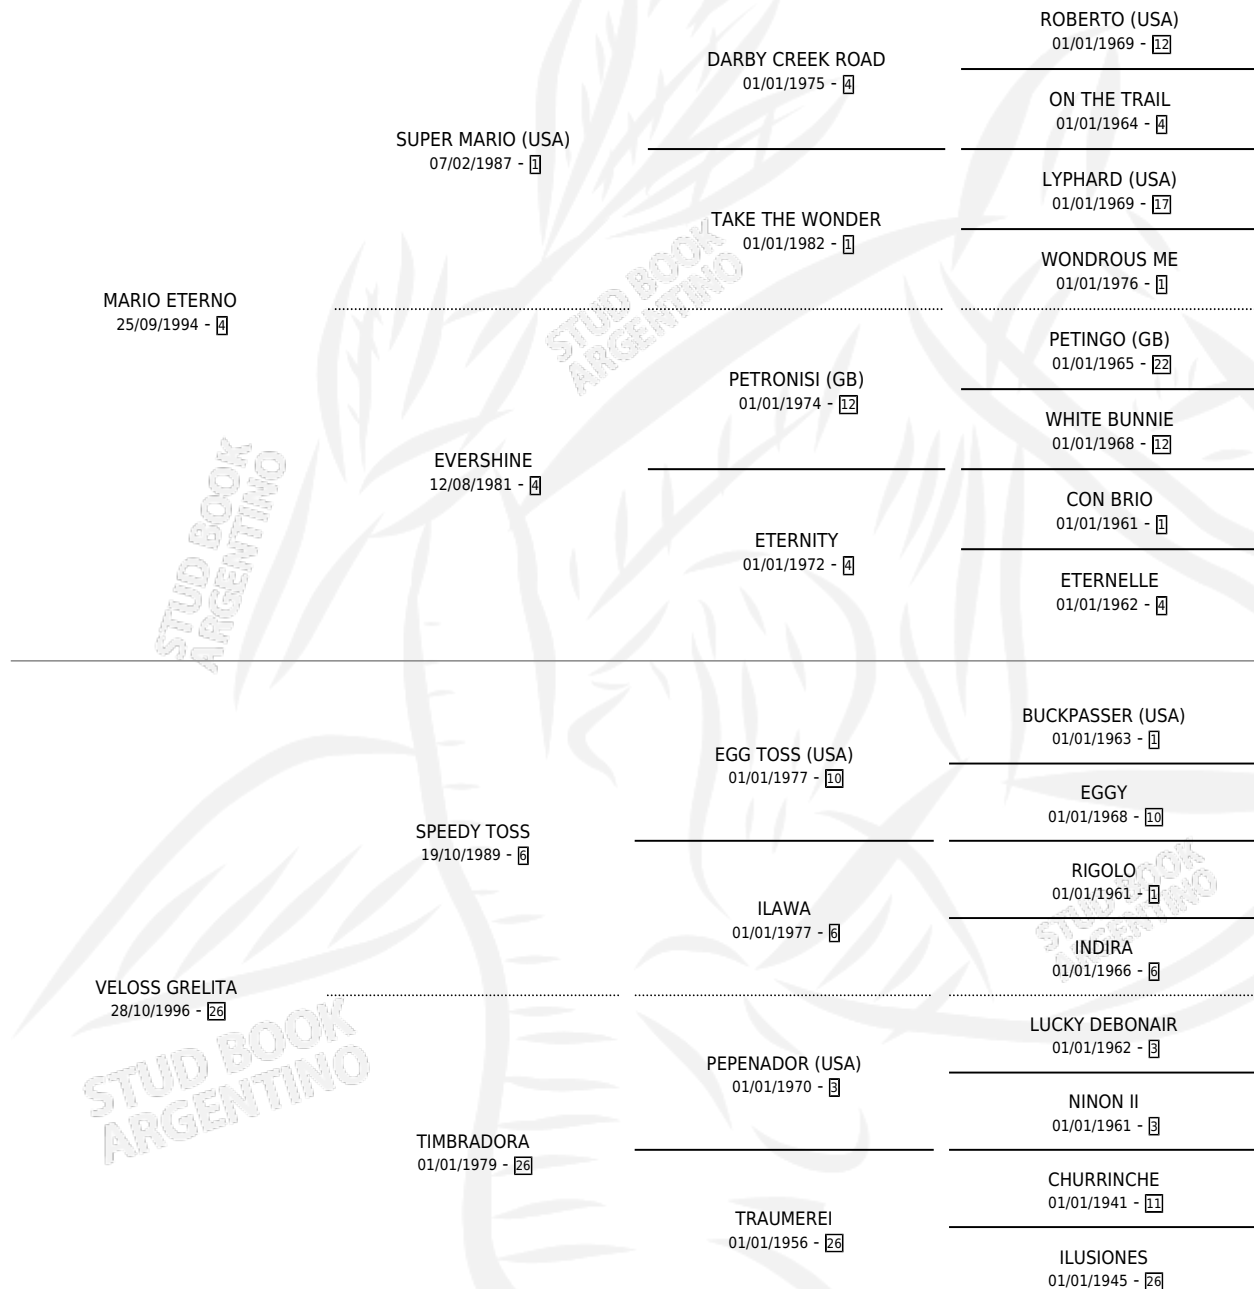 ROBERTO (USA)
01/01/1969 - 12
DARBY CREEK ROAD
01/01/1975 - 4
ON THE TRAIL
01/01/1964 - 4
SUPER MARIO (USA)
07/02/1987 - 1
LYPHARD (USA)
01/01/1969 - 17
TAKE THE WONDER
01/01/1982 - 1
WONDROUS ME
01/01/1976 - 1
MARIO ETERNO
25/09/1994 - 4
STUD BOOK
ARGENTINO
PETINGO (GB)
01/01/1965 - 22
PETRONISI (GB)
01/01/1974 - 12
WHITE BUNNIE
01/01/1968 - 12
EVERSHINE
12/08/1981 - 4
CON BRIO
01/01/1961 - 1
ETERNITY
01/01/1972 - 4
ETERNELLE
01/01/1962 - 4
STUD BOOK
ARGENTINO
BUCKPASSER (USA)
01/01/1963 - 1
EGG TOSS (USA)
01/01/1977 - 10
EGGY
01/01/1968 - 10
SPEEDY TOSS
19/10/1989 - 6
RIGOLO
01/01/1961 - 1
ILAWA
01/01/1977 - 6
INDIRA
01/01/1966 - 6
STUD BOOK
ARGENTINO
VELOSS GRELITA
28/10/1996 - 26
LUCKY DEBONAIR
01/01/1962 - 3
PEPENADOR (USA)
01/01/1970 - 3
NINON II
01/01/1961 - 3
STUD BOOK
ARGENTINO
TIMBRADORA
01/01/1979 - 26
CHURRINCHE
01/01/1941 - 11
TRAUMEREI
01/01/1956 - 26
ILUSIONES
01/01/1945 - 26